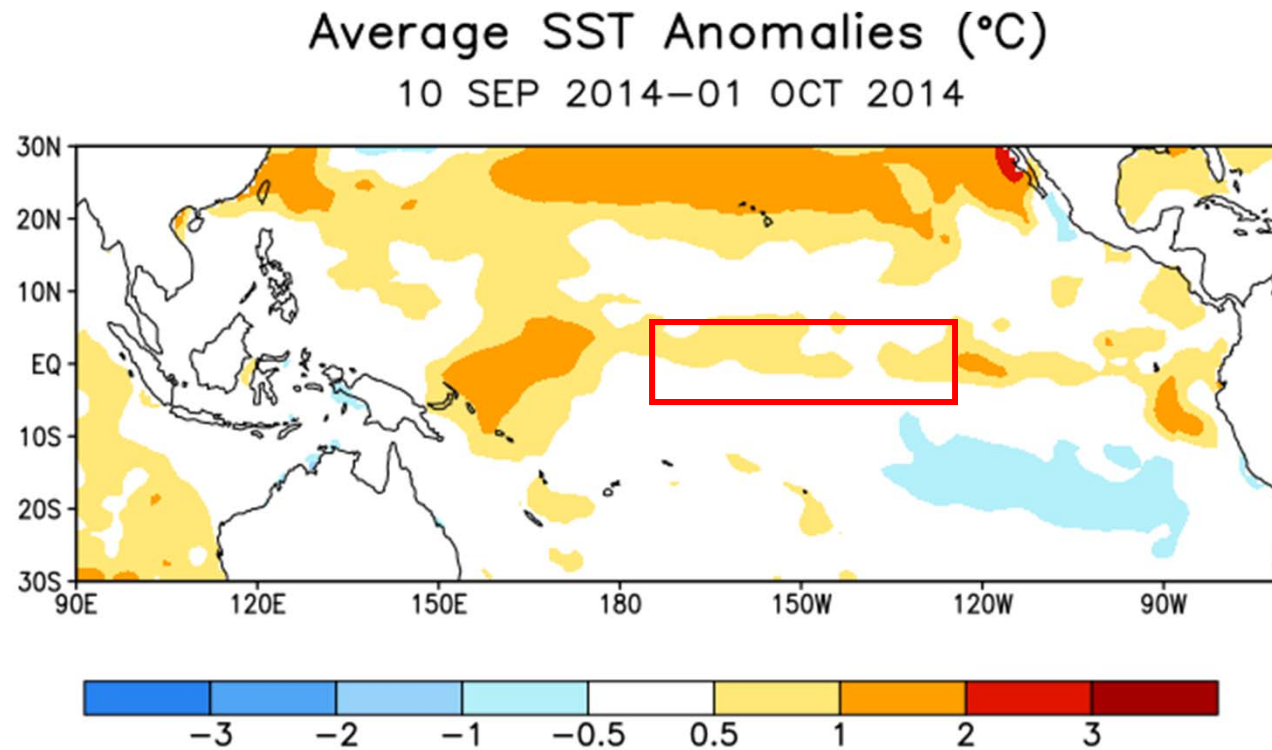 Average SST Anomalies (°C)
10 SEP 2014–01 OCT 2014
30N
20N
10N
EQ
10S
20S
30S
90E 120E 150E 180 150W 120W 90W
−3 −2 −1 −0.5 0.5 1 2 3